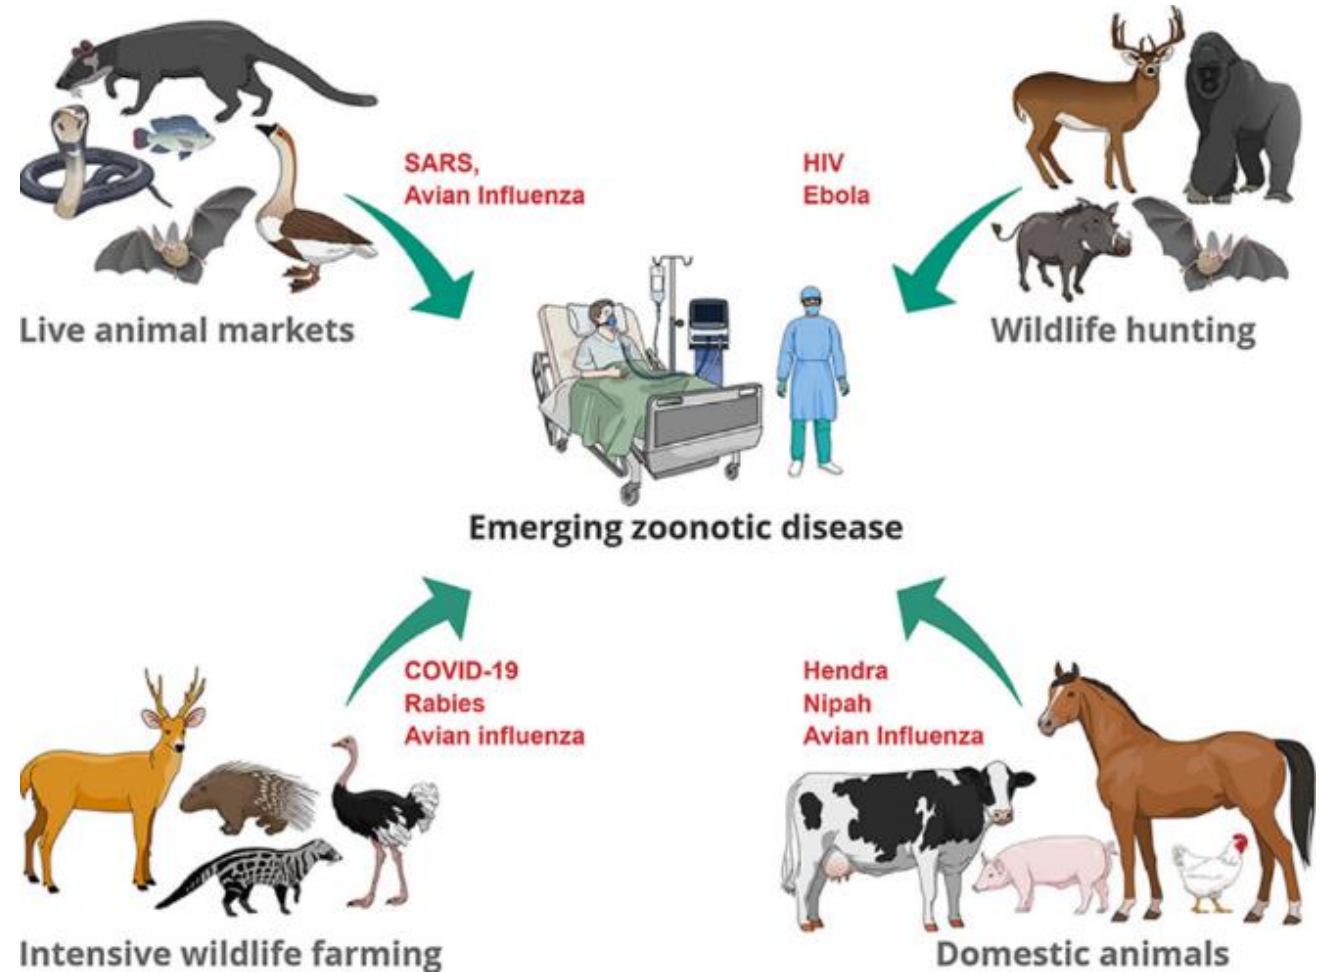 SARS,
Avian Influenza
HIV
Ebola
Live animal markets
Wildlife hunting
Emerging zoonotic disease
COVID-19
Rabies
Avian influenza
Hendra
Nipah
Avian Influenza
Intensive wildlife farming
Domestic animals